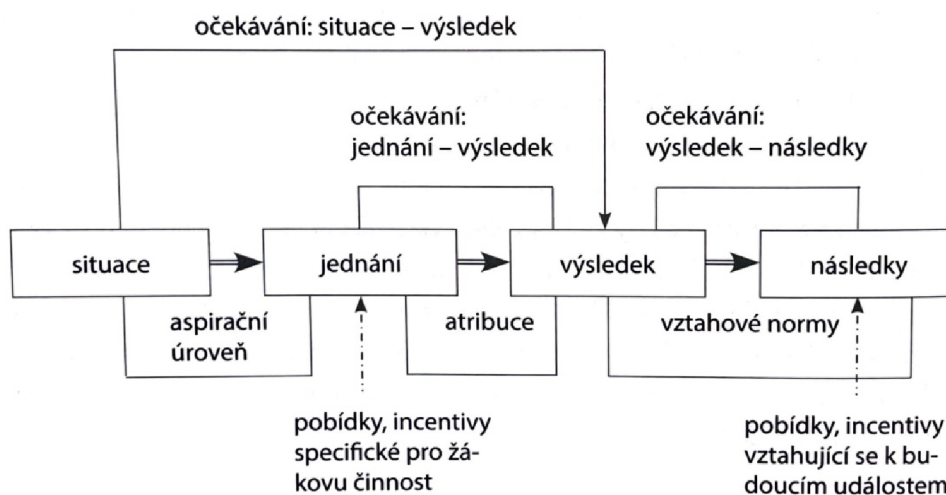 očekávání: situace – výsledek
očekávání:
jednání – výsledek
očekávání:
výsledek – následky
situace
jednání
výsledek
následky
aspirační
úroveň
atribuce
vztahové normy
pobídky, incentivy
specifické pro žá-
kovu činnost
pobídky, incentivy
vztahující se k bu-
doucím událostem